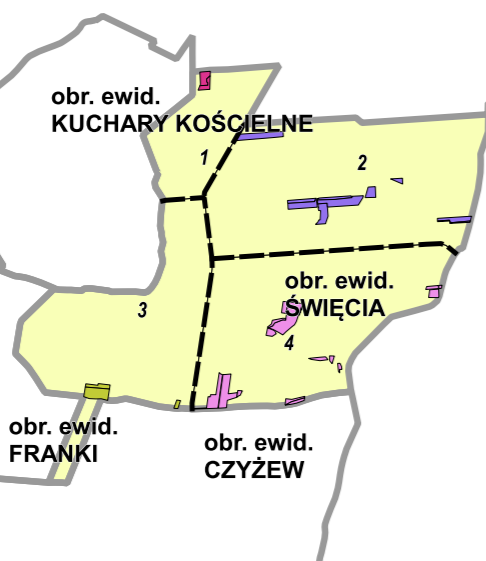 obr. ewid.
KUCHARY KOŚCIELNE
1
2
obr. ewid.
ŚWIĘCIA
3
4
obr. ewid.
FRANKI
obr. ewid.
CZYŻEW